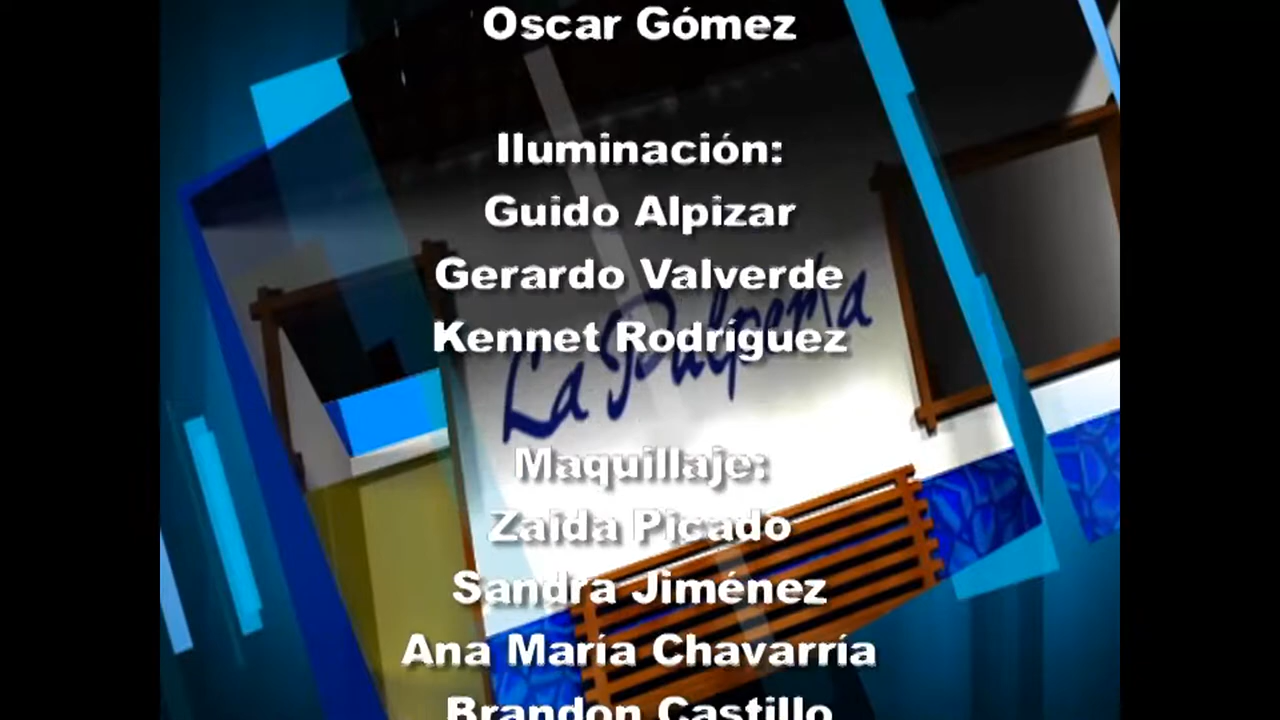 Oscar Gómez
Iluminación:
Guido Alpizar
Gerardo Valverde
Kennet Rodríguez
La Pulpería
Maquillaje:
Zaida Picado
Sandra Jiménez
Ana María Chavarría
Brandon Castillo